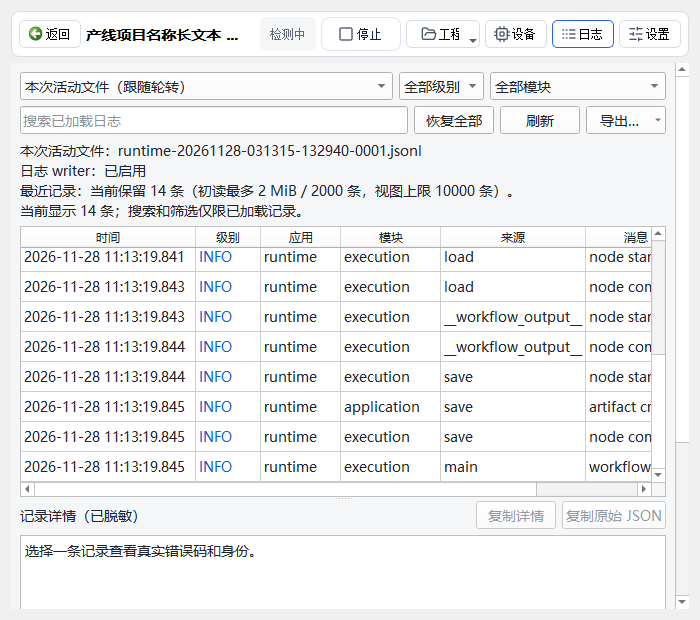 返回 产线项目名称长文本 ... 检测中 停止 工程 设备 日志 设置
本次活动文件（跟随轮转） 全部级别 全部模块
搜索已加载日志 恢复全部 刷新 导出...
本次活动文件：runtime-20261128-031315-132940-0001.jsonl
日志 writer：已启用
最近记录：当前保留 14 条（初读最多 2 MiB / 2000 条，视图上限 10000 条）。
当前显示 14 条；搜索和筛选仅限已加载记录。
时间 级别 应用 模块 来源 消息
2026-11-28 11:13:19.841 INFO runtime execution load node star
2026-11-28 11:13:19.843 INFO runtime execution load node con
2026-11-28 11:13:19.843 INFO runtime execution __workflow_output__ node star
2026-11-28 11:13:19.844 INFO runtime execution __workflow_output__ node con
2026-11-28 11:13:19.844 INFO runtime execution save node star
2026-11-28 11:13:19.845 INFO runtime application save artifact cr
2026-11-28 11:13:19.845 INFO runtime execution save node con
2026-11-28 11:13:19.845 INFO runtime execution main workflow
记录详情（已脱敏） 复制详情 复制原始 JSON
选择一条记录查看真实错误码和身份。